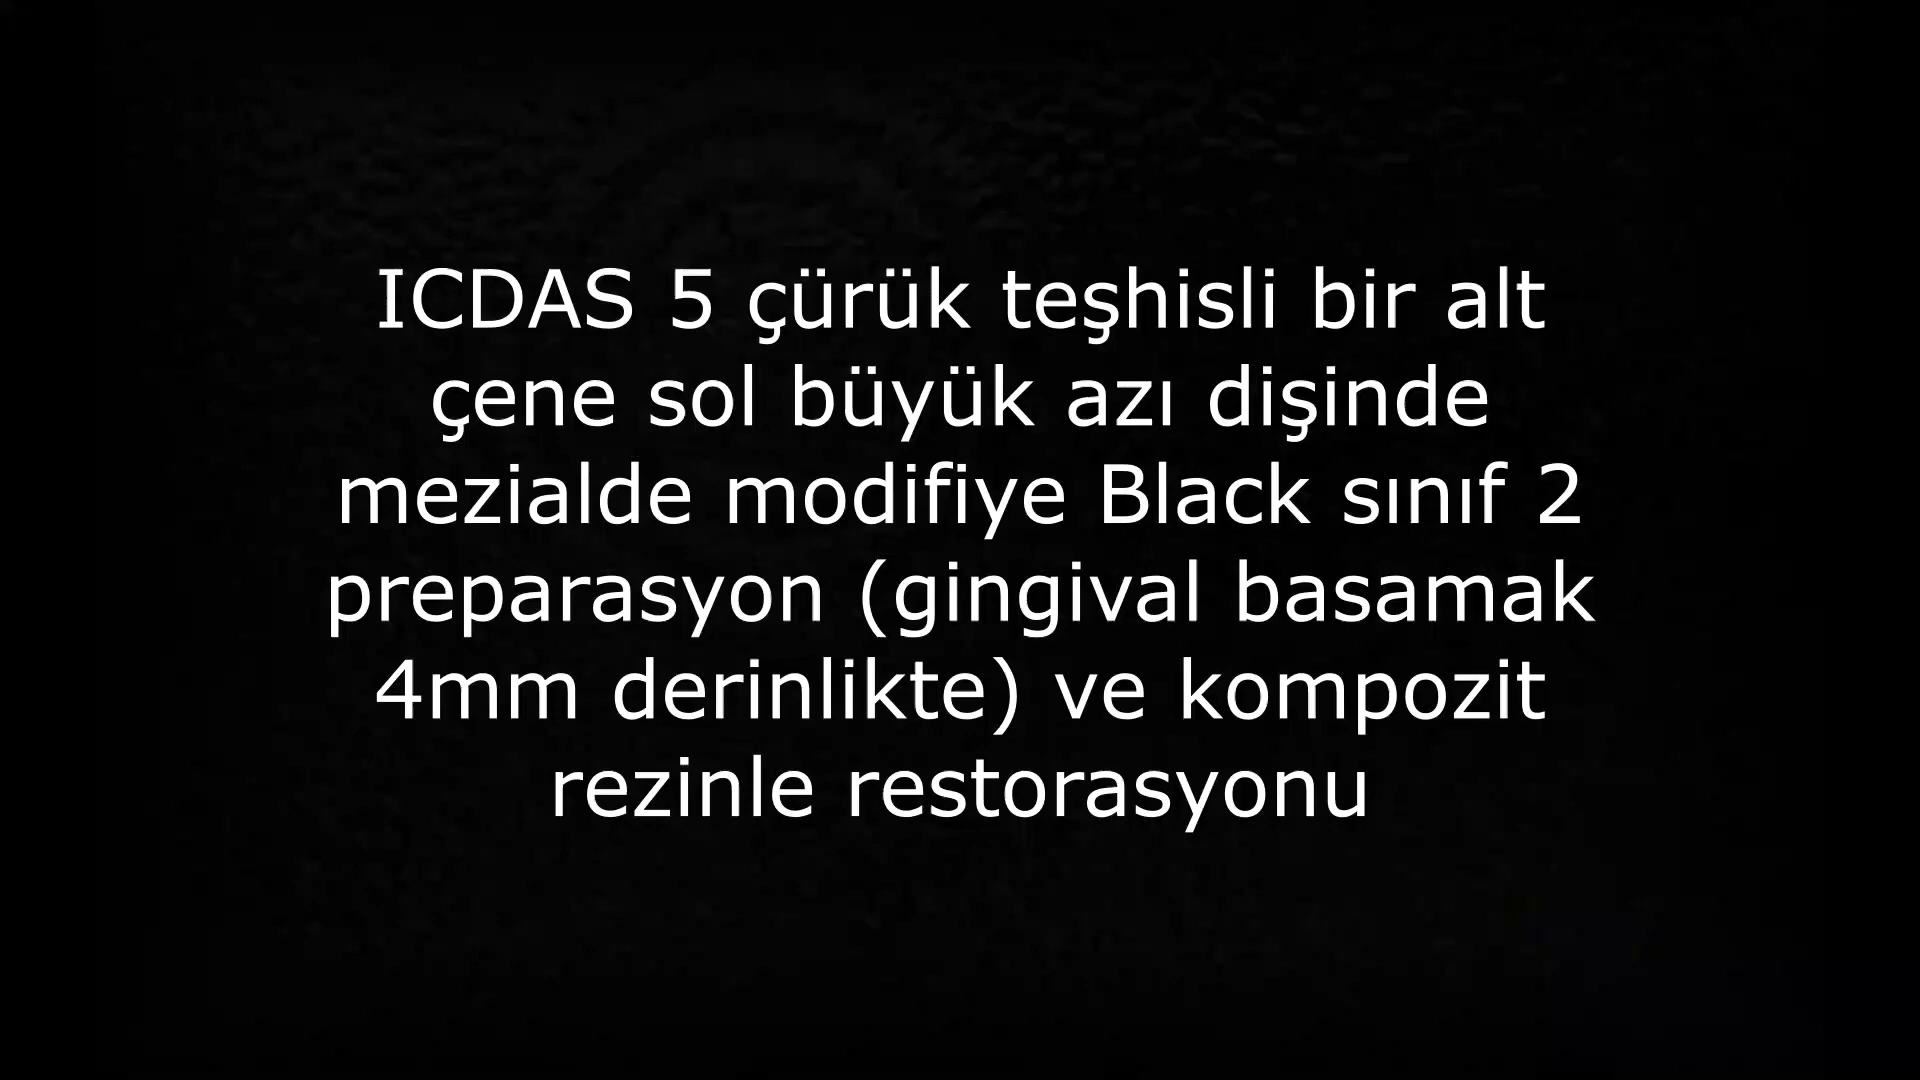 ICDAS 5 çürük teşhisli bir alt
çene sol büyük azı dişinde
mezialde modifiye Black sınıf 2
preparasyon (gingival basamak
4mm derinlikte) ve kompozit
rezinle restorasyonu